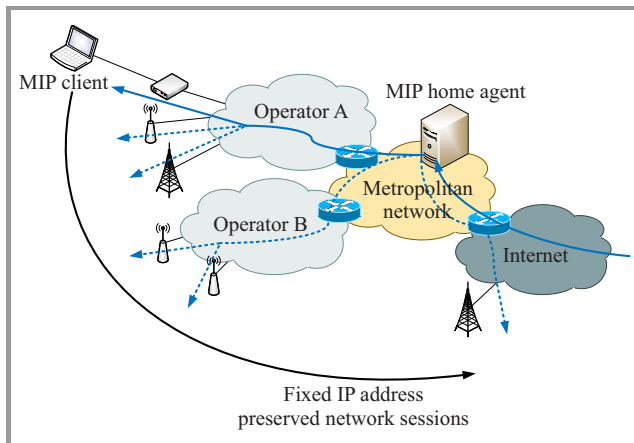 MIP client
Operator A
MIP home agent
Metropolitan
network
Operator B
Internet
Fixed IP address
preserved network sessions